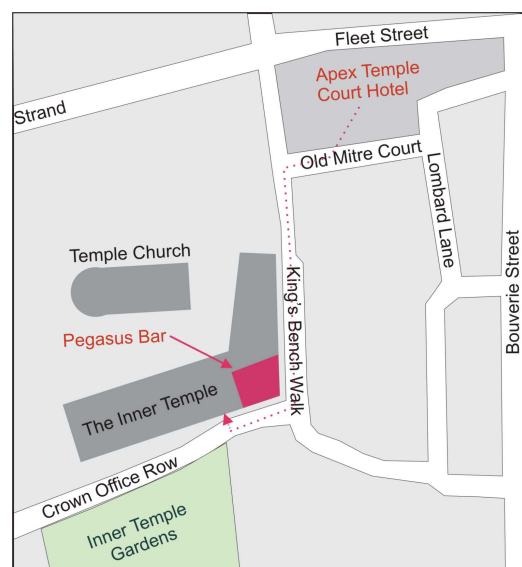 Fleet Street
Apex Temple
Court Hotel
Strand
Old Mitre Court
Lombard Lane
Temple Church
King's Bench Walk
Bouverie Street
Pegasus Bar
The Inner Temple
Crown Office Row
Inner Temple
Gardens